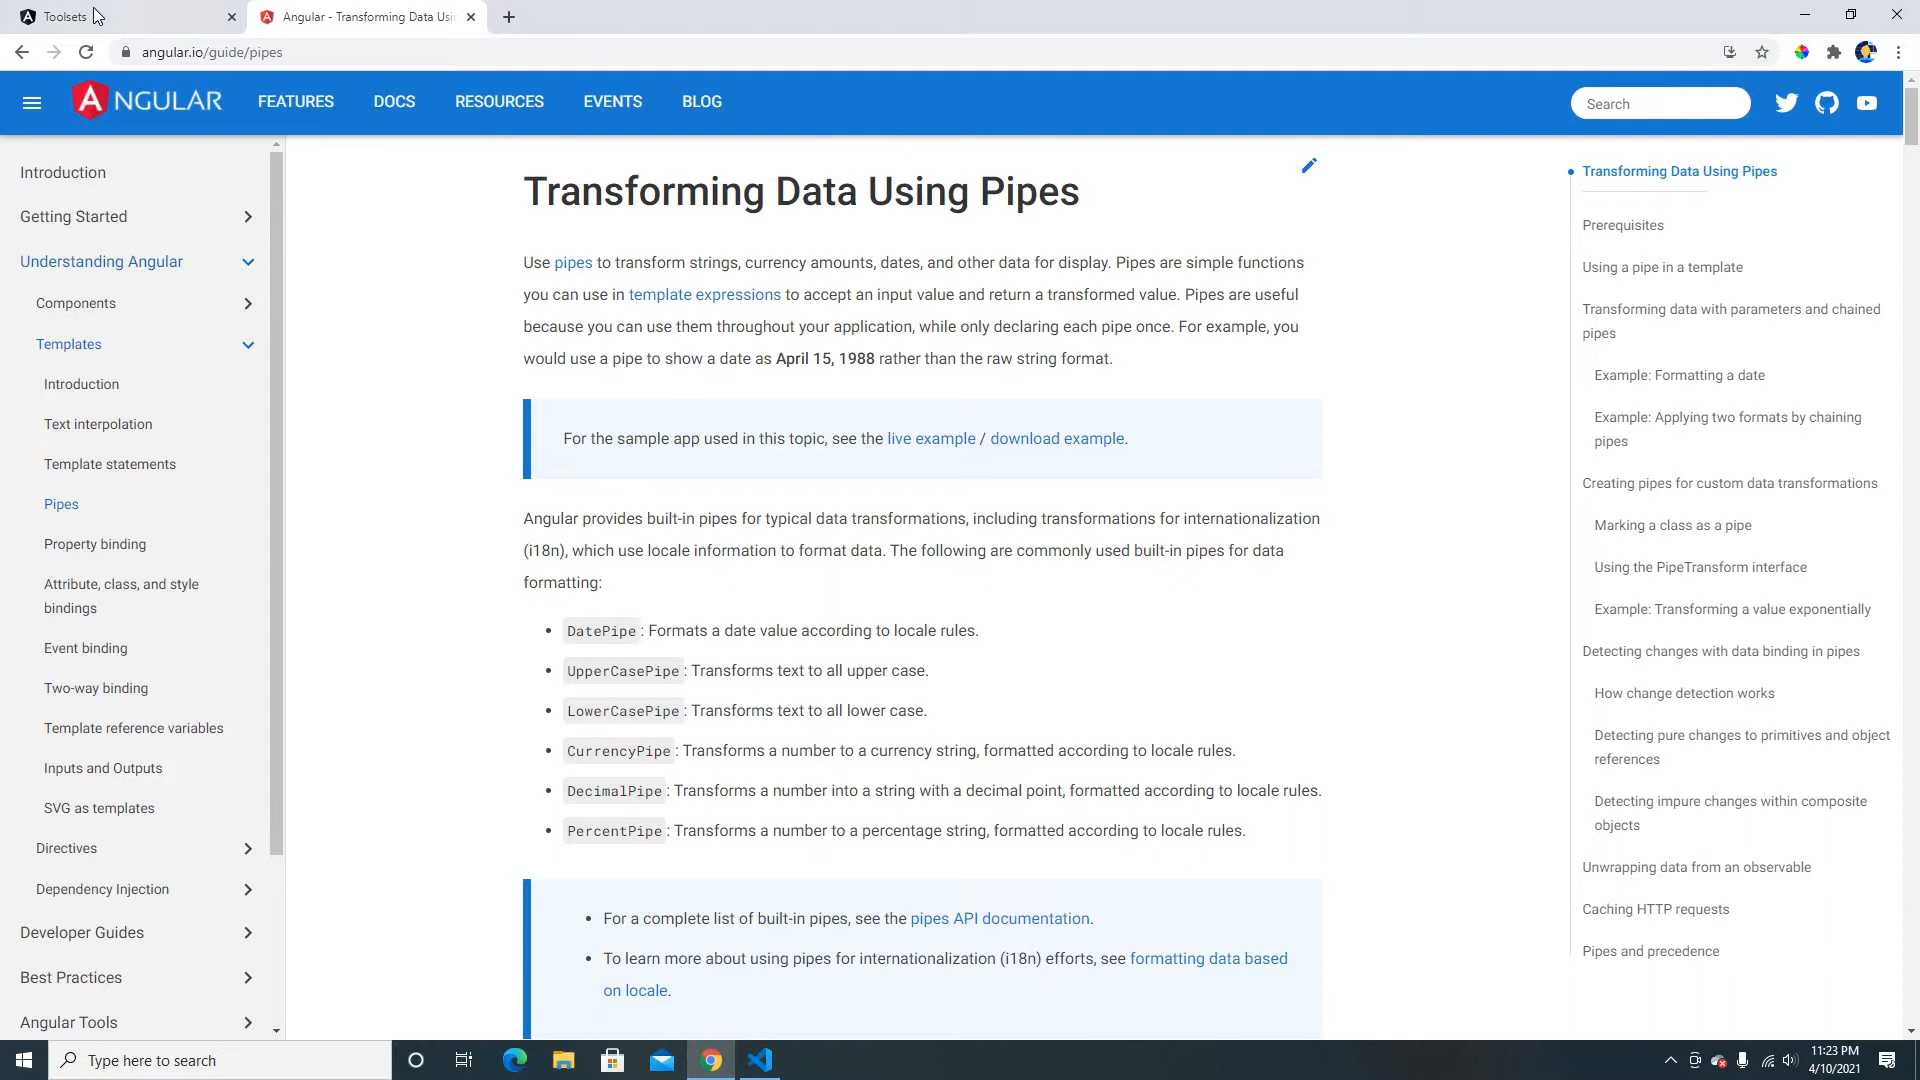 Toolsets
Angular - Transforming Data Usi
angular.io/guide/pipes
ANGULAR
FEATURES
DOCS
RESOURCES
EVENTS
BLOG
Search
Introduction
Getting Started
Understanding Angular
Components
Templates
Introduction
Text interpolation
Template statements
Pipes
Property binding
Attribute, class, and style
bindings
Event binding
Two-way binding
Template reference variables
Inputs and Outputs
SVG as templates
Directives
Dependency Injection
Developer Guides
Best Practices
Angular Tools
Transforming Data Using Pipes
Use pipes to transform strings, currency amounts, dates, and other data for display. Pipes are simple functions
you can use in template expressions to accept an input value and return a transformed value. Pipes are useful
because you can use them throughout your application, while only declaring each pipe once. For example, you
would use a pipe to show a date as April 15, 1988 rather than the raw string format.
For the sample app used in this topic, see the live example / download example.
Angular provides built-in pipes for typical data transformations, including transformations for internationalization
(i18n), which use locale information to format data. The following are commonly used built-in pipes for data
formatting:
• DatePipe: Formats a date value according to locale rules.
• UpperCasePipe: Transforms text to all upper case.
• LowerCasePipe: Transforms text to all lower case.
• CurrencyPipe: Transforms a number to a currency string, formatted according to locale rules.
• DecimalPipe: Transforms a number into a string with a decimal point, formatted according to locale rules.
• PercentPipe: Transforms a number to a percentage string, formatted according to locale rules.
• For a complete list of built-in pipes, see the pipes API documentation.
• To learn more about using pipes for internationalization (i18n) efforts, see formatting data based
on locale.
Transforming Data Using Pipes
Prerequisites
Using a pipe in a template
Transforming data with parameters and chained
pipes
Example: Formatting a date
Example: Applying two formats by chaining
pipes
Creating pipes for custom data transformations
Marking a class as a pipe
Using the PipeTransform interface
Example: Transforming a value exponentially
Detecting changes with data binding in pipes
How change detection works
Detecting pure changes to primitives and object
references
Detecting impure changes within composite
objects
Unwrapping data from an observable
Caching HTTP requests
Pipes and precedence
Type here to search
11:23 PM
4/10/2021